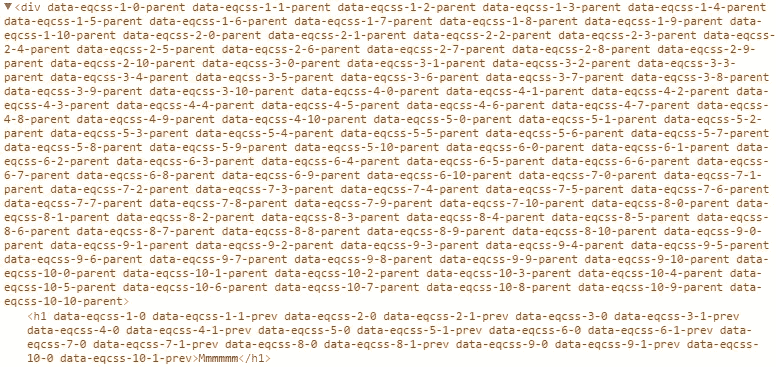 <div data-eqcss-1-0-parent data-eqcss-1-1-parent data-eqcss-1-2-parent data-eqcss-1-3-parent data-eqcss-1-4-parent
data-eqcss-1-5-parent data-eqcss-1-6-parent data-eqcss-1-7-parent data-eqcss-1-8-parent data-eqcss-1-9-parent data-
eqcss-1-10-parent data-eqcss-2-0-parent data-eqcss-2-1-parent data-eqcss-2-2-parent data-eqcss-2-3-parent data-eqcss-
2-4-parent data-eqcss-2-5-parent data-eqcss-2-6-parent data-eqcss-2-7-parent data-eqcss-2-8-parent data-eqcss-2-9-
parent data-eqcss-2-10-parent data-eqcss-3-0-parent data-eqcss-3-1-parent data-eqcss-3-2-parent data-eqcss-3-3-
parent data-eqcss-3-4-parent data-eqcss-3-5-parent data-eqcss-3-6-parent data-eqcss-3-7-parent data-eqcss-3-8-parent
data-eqcss-3-9-parent data-eqcss-3-10-parent data-eqcss-4-0-parent data-eqcss-4-1-parent data-eqcss-4-2-parent data-
eqcss-4-3-parent data-eqcss-4-4-parent data-eqcss-4-5-parent data-eqcss-4-6-parent data-eqcss-4-7-parent data-eqcss-
4-8-parent data-eqcss-4-9-parent data-eqcss-4-10-parent data-eqcss-5-0-parent data-eqcss-5-1-parent data-eqcss-5-2-
parent data-eqcss-5-3-parent data-eqcss-5-4-parent data-eqcss-5-5-parent data-eqcss-5-6-parent data-eqcss-5-7-parent
data-eqcss-5-8-parent data-eqcss-5-9-parent data-eqcss-5-10-parent data-eqcss-6-0-parent data-eqcss-6-1-parent data-
eqcss-6-2-parent data-eqcss-6-3-parent data-eqcss-6-4-parent data-eqcss-6-5-parent data-eqcss-6-6-parent data-eqcss-
6-7-parent data-eqcss-6-8-parent data-eqcss-6-9-parent data-eqcss-6-10-parent data-eqcss-7-0-parent data-eqcss-7-1-
parent data-eqcss-7-2-parent data-eqcss-7-3-parent data-eqcss-7-4-parent data-eqcss-7-5-parent data-eqcss-7-6-parent
data-eqcss-7-7-parent data-eqcss-7-8-parent data-eqcss-7-9-parent data-eqcss-7-10-parent data-eqcss-8-0-parent data-
eqcss-8-1-parent data-eqcss-8-2-parent data-eqcss-8-3-parent data-eqcss-8-4-parent data-eqcss-8-5-parent data-eqcss-
8-6-parent data-eqcss-8-7-parent data-eqcss-8-8-parent data-eqcss-8-9-parent data-eqcss-8-10-parent data-eqcss-9-0-
parent data-eqcss-9-1-parent data-eqcss-9-2-parent data-eqcss-9-3-parent data-eqcss-9-4-parent data-eqcss-9-5-parent
data-eqcss-9-6-parent data-eqcss-9-7-parent data-eqcss-9-8-parent data-eqcss-9-9-parent data-eqcss-9-10-parent data-
eqcss-10-0-parent data-eqcss-10-1-parent data-eqcss-10-2-parent data-eqcss-10-3-parent data-eqcss-10-4-parent data-
eqcss-10-5-parent data-eqcss-10-6-parent data-eqcss-10-7-parent data-eqcss-10-8-parent data-eqcss-10-9-parent data-
eqcss-10-10-parent>
<h1 data-eqcss-1-0 data-eqcss-1-1-prev data-eqcss-2-0 data-eqcss-2-1-prev data-eqcss-3-0 data-eqcss-3-1-prev
data-eqcss-4-0 data-eqcss-4-1-prev data-eqcss-5-0 data-eqcss-5-1-prev data-eqcss-6-0 data-eqcss-6-1-prev data-
eqcss-7-0 data-eqcss-7-1-prev data-eqcss-8-0 data-eqcss-8-1-prev data-eqcss-9-0 data-eqcss-9-1-prev data-eqcss-
10-0 data-eqcss-10-1-prev>Mmmmmm</h1>